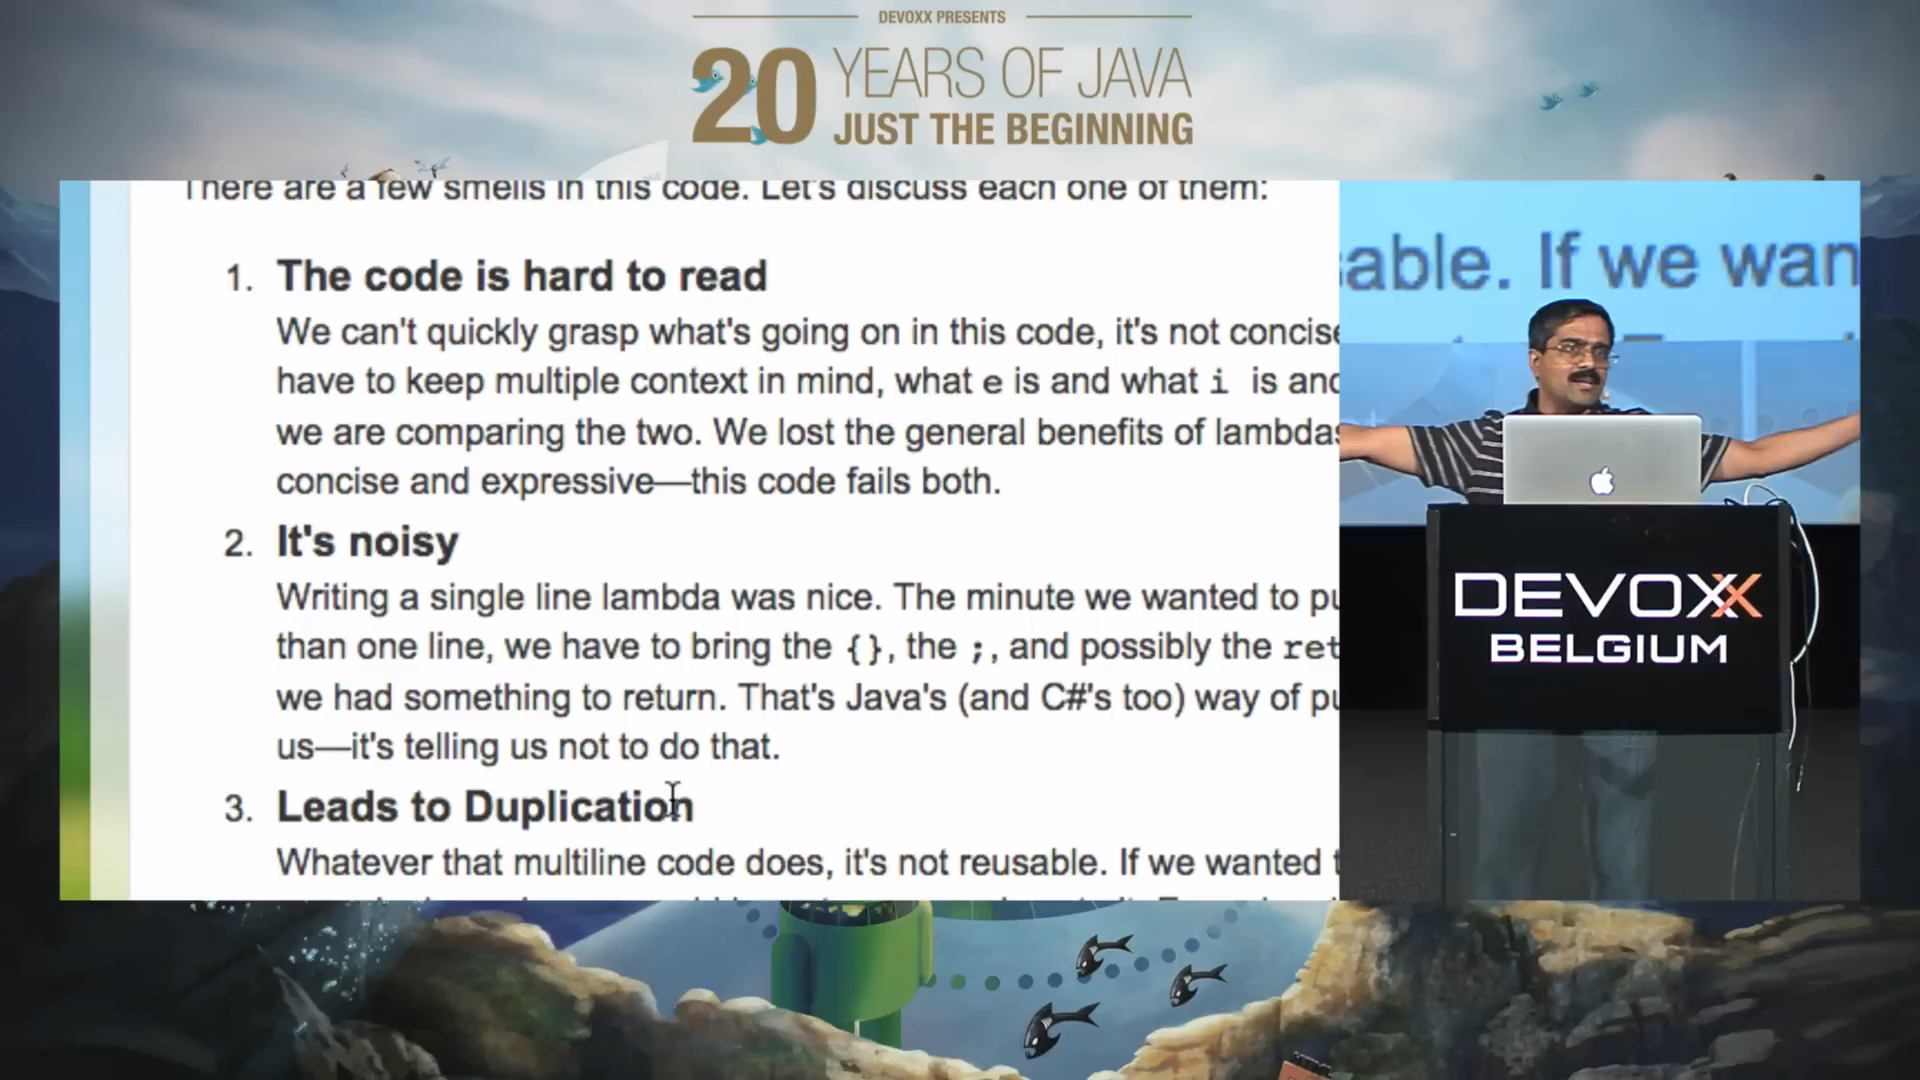 DEVOXX PRESENTS
20 YEARS OF JAVA
JUST THE BEGINNING
There are a few smells in this code. Let's discuss each one of them:
1. The code is hard to read
We can't quickly grasp what's going on in this code, it's not concise
have to keep multiple context in mind, what e is and what i is and
we are comparing the two. We lost the general benefits of lambdas
concise and expressive—this code fails both.
2. It's noisy
Writing a single line lambda was nice. The minute we wanted to pu
than one line, we have to bring the {}, the ;, and possibly the ret
we had something to return. That's Java's (and C#'s too) way of pu
us—it's telling us not to do that.
3. Leads to Duplication
Whatever that multiline code does, it's not reusable. If we wanted t
sable. If we wan
DEVOXX
BELGIUM